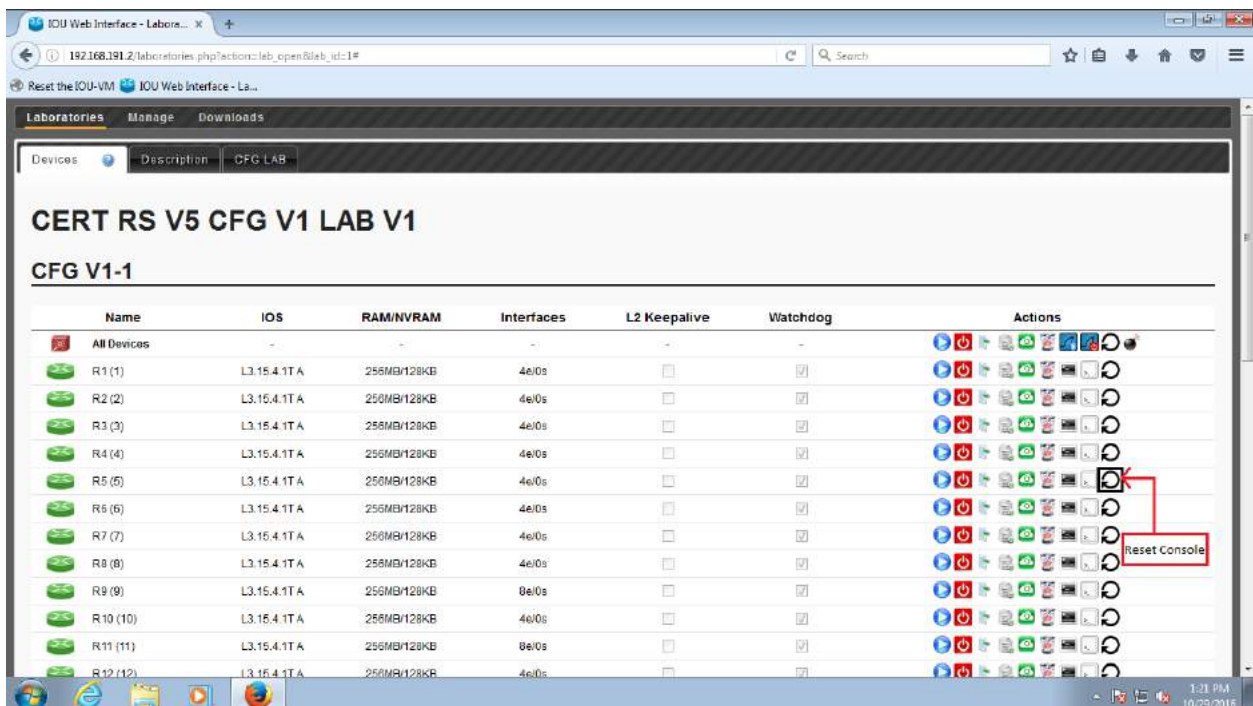 IOU Web Interface - Labora... × +
192.168.191.2/laboratories.php?action=lab_open&lab_id=1#
Search
Reset the IOU-VM IOU Web Interface - La...
Laboratories Manage Downloads
Devices Description CFG LAB
CERT RS V5 CFG V1 LAB V1
CFG V1-1
Name IOS RAM/NVRAM Interfaces L2 Keepalive Watchdog Actions
All Devices - - - - -
R1 (1) L3.15.4.1T A 256MB/128KB 4e/0s
R2 (2) L3.15.4.1T A 256MB/128KB 4e/0s
R3 (3) L3.15.4.1T A 256MB/128KB 4e/0s
R4 (4) L3.15.4.1T A 256MB/128KB 4e/0s
R5 (5) L3.15.4.1T A 256MB/128KB 4e/0s
R6 (6) L3.15.4.1T A 256MB/128KB 4e/0s
R7 (7) L3.15.4.1T A 256MB/128KB 4e/0s
Reset Console
R8 (8) L3.15.4.1T A 256MB/128KB 4e/0s
R9 (9) L3.15.4.1T A 256MB/128KB 8e/0s
R10 (10) L3.15.4.1T A 256MB/128KB 4e/0s
R11 (11) L3.15.4.1T A 256MB/128KB 8e/0s
R12 (12) L3.15.4.1T A 256MB/128KB 4e/0s
1:21 PM
10/29/2016